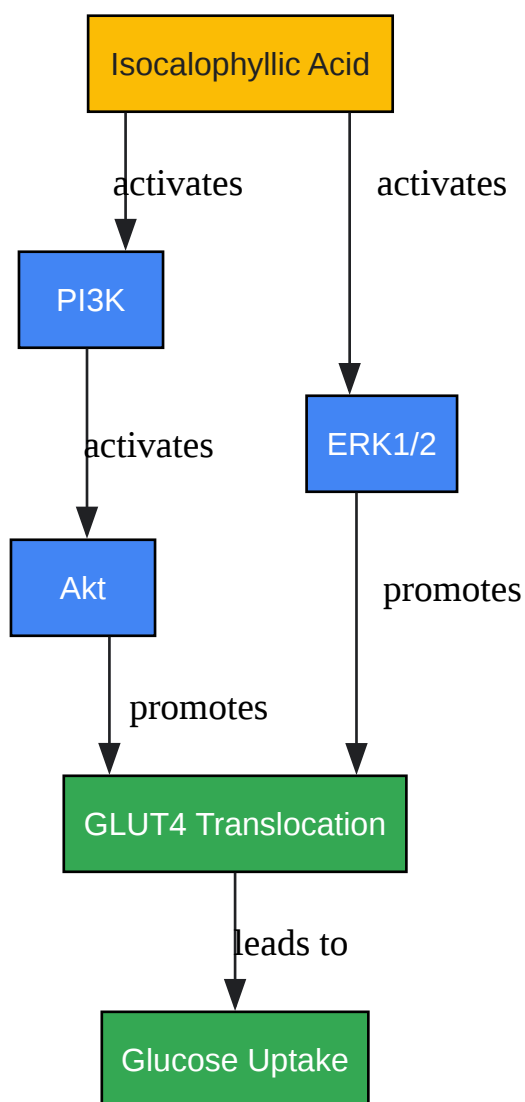 Isocalophyllic Acid
activates
activates
PI3K
activates
ERK1/2
Akt
promotes
promotes
GLUT4 Translocation
leads to
Glucose Uptake